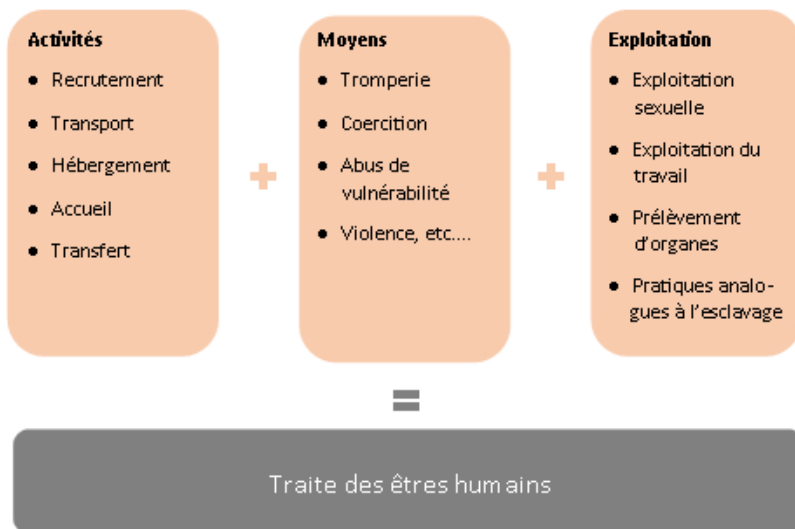 Activités
● Recrutement
● Transport
● Hébergement
● Accueil
● Transfert
+
Moyens
● Tromperie
● Coercition
● Abus de
vulnérabilité
● Violence, etc....
+
Exploitation
● Exploitation
sexuelle
● Exploitation du
travail
● Prélèvement
d'organes
● Pratiques analo-
gues à l'esclavage
=
Traite des êtres humains